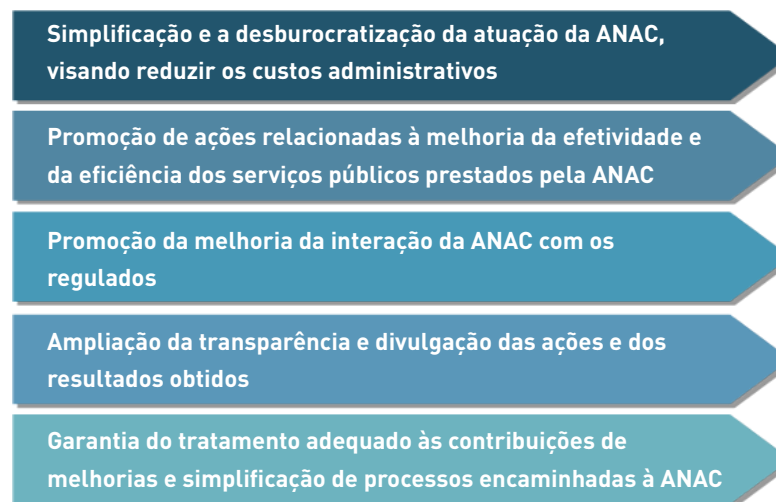 Simplificação e a desburocratização da atuação da ANAC,
visando reduzir os custos administrativos
Promoção de ações relacionadas à melhoria da efetividade e
da eficiência dos serviços públicos prestados pela ANAC
Promoção da melhoria da interação da ANAC com os
regulados
Ampliação da transparência e divulgação das ações e dos
resultados obtidos
Garantia do tratamento adequado às contribuições de
melhorias e simplificação de processos encaminhadas à ANAC